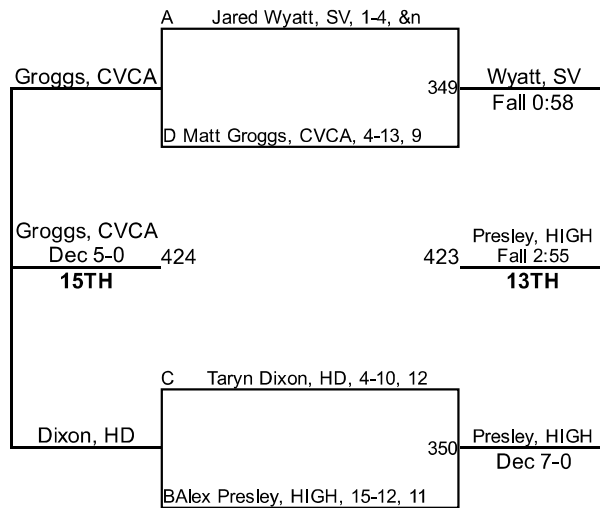 A Jared Wyatt, SV, 1-4, &n
Groggs, CVCA
349
Wyatt, SV
Fall 0:58
D Matt Groggs, CVCA, 4-13, 9
Groggs, CVCA
Dec 5-0
424
15TH
423
Presley, HIGH
Fall 2:55
13TH
C Taryn Dixon, HD, 4-10, 12
Dixon, HD
350
Presley, HIGH
Dec 7-0
BAlex Presley, HIGH, 15-12, 11